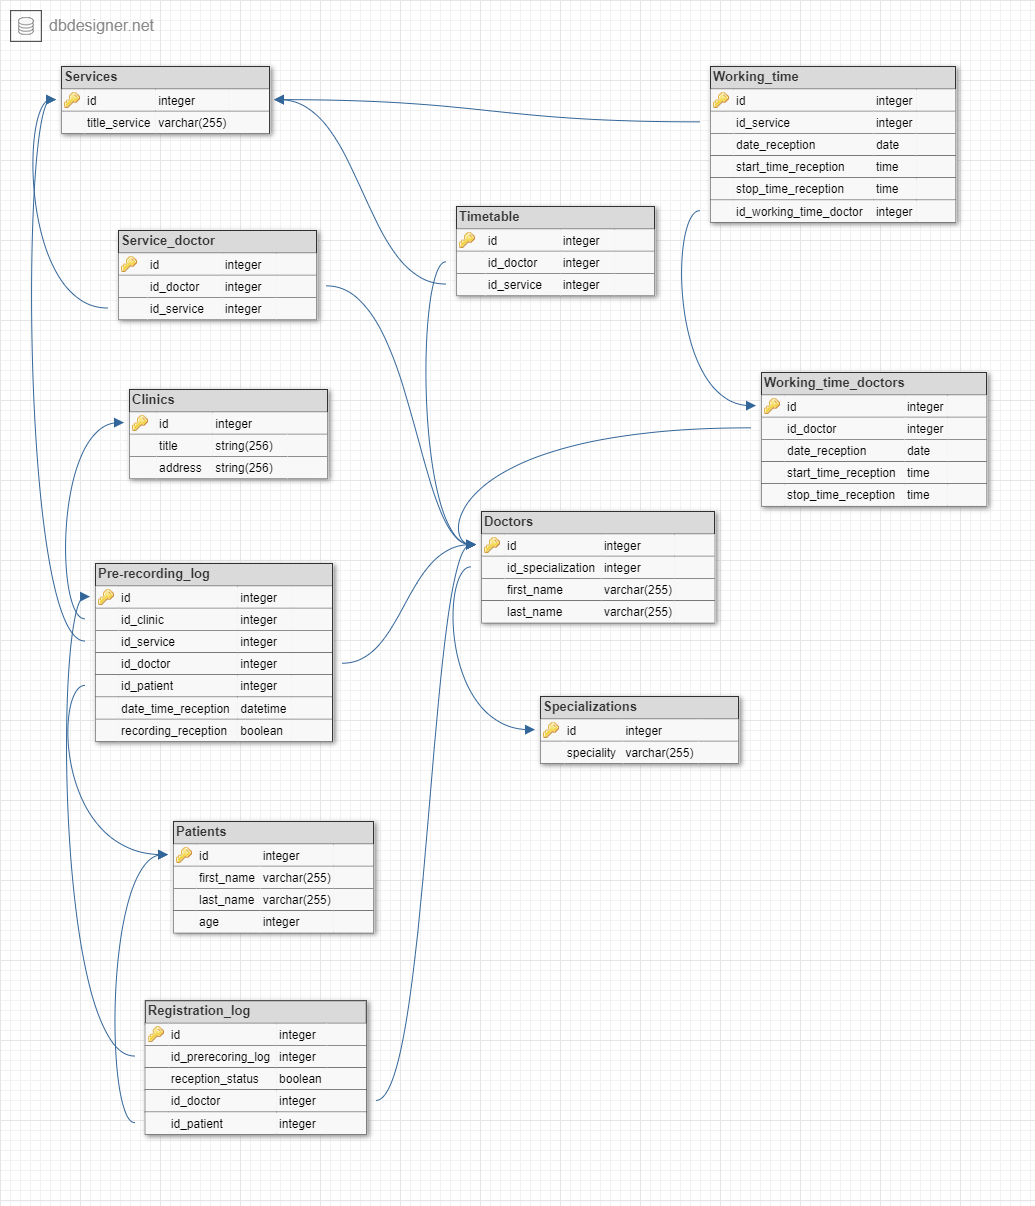 dbdesigner.net
Services
id integer
title_service varchar(255)
Working_time
id integer
id_service integer
date_reception date
start_time_reception time
stop_time_reception time
id_working_time_doctor integer
Timetable
id integer
id_doctor integer
id_service integer
Service_doctor
id integer
id_doctor integer
id_service integer
Clinics
id integer
title string(256)
address string(256)
Working_time_doctors
id integer
id_doctor integer
date_reception date
start_time_reception time
stop_time_reception time
Doctors
id integer
id_specialization integer
first_name varchar(255)
last_name varchar(255)
Pre-recording_log
id integer
id_clinic integer
id_service integer
id_doctor integer
id_patient integer
date_time_reception datetime
recording_reception boolean
Specializations
id integer
speciality varchar(255)
Patients
id integer
first_name varchar(255)
last_name varchar(255)
age integer
Registration_log
id integer
id_prerecoring_log integer
reception_status boolean
id_doctor integer
id_patient integer